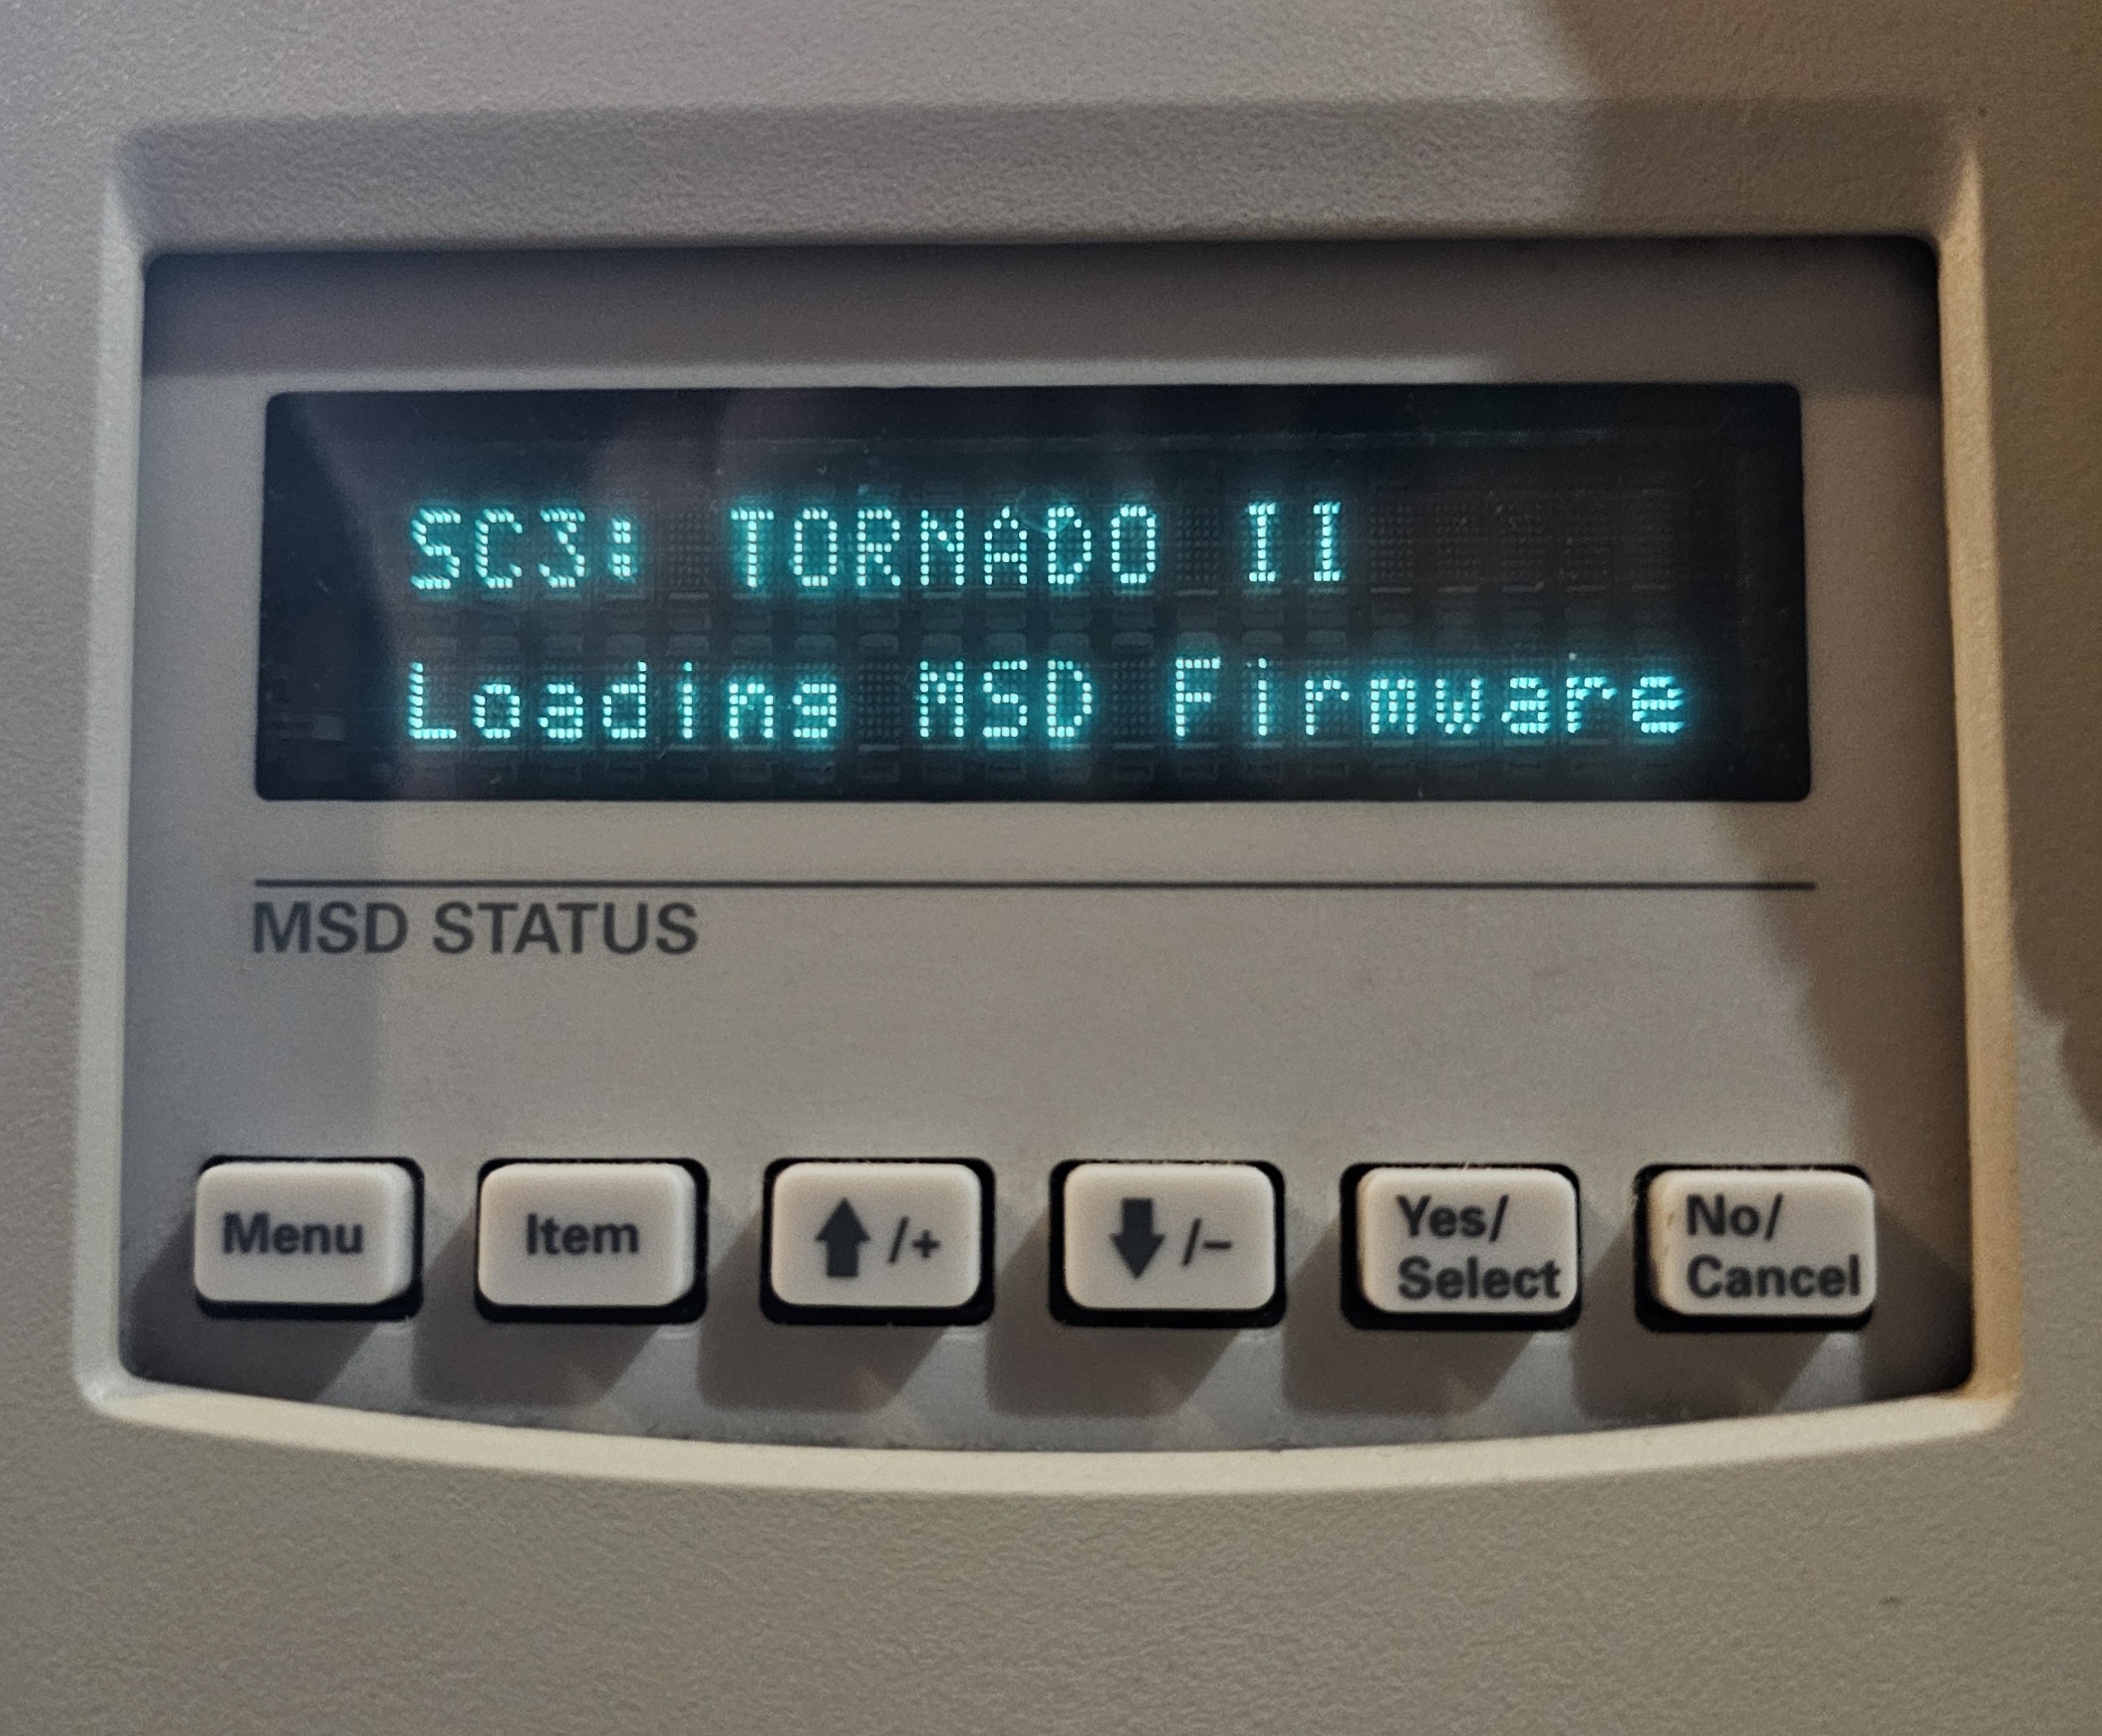 SC3: TORNADO II
Loading MSD Firmware
MSD STATUS
Menu
Item
⬆/+
⬇/–
Yes/
Select
No/
Cancel